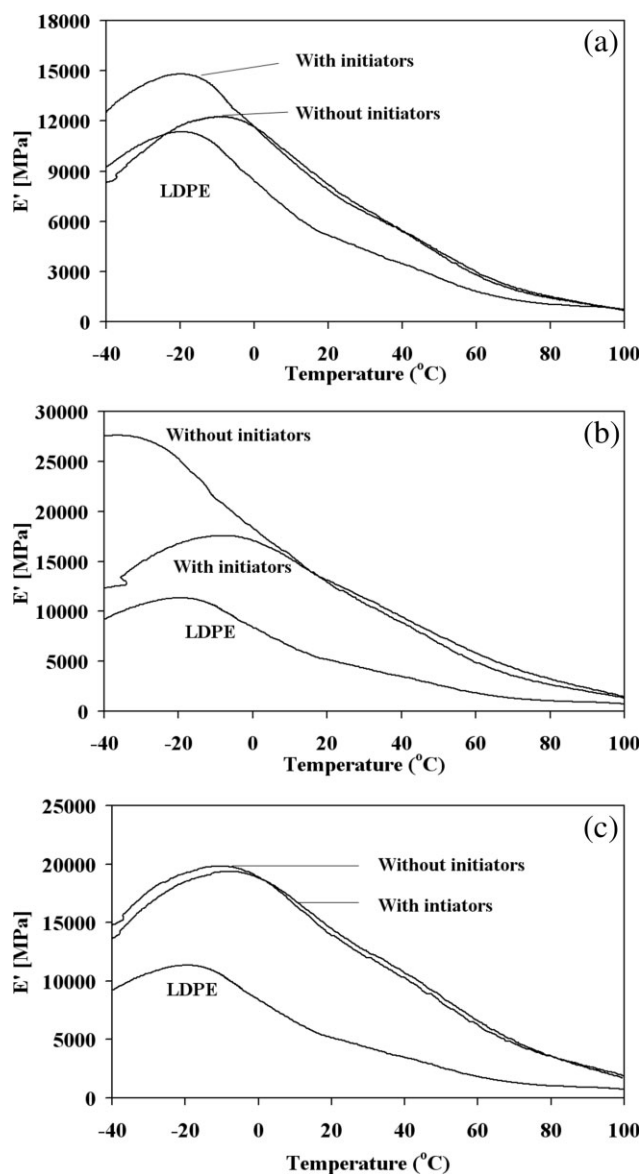 (a)
18000
15000
12000
9000
6000
3000
0
E' [MPa]
With initiators
Without initiators
LDPE
-40 -20 0 20 40 60 80 100
Temperature (°C)
(b)
30000
25000
20000
15000
10000
5000
0
E' [MPa]
Without initiators
With initiators
LDPE
-40 -20 0 20 40 60 80 100
Temperature (°C)
(c)
25000
20000
15000
10000
5000
0
E' [MPa]
Without initiators
With intiators
LDPE
-40 -20 0 20 40 60 80 100
Temperature (°C)